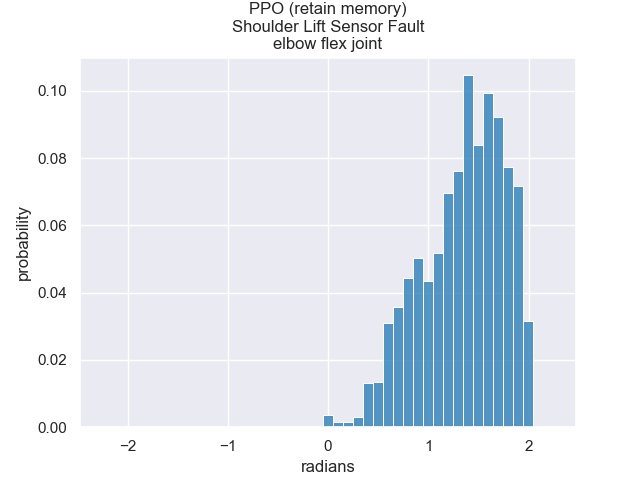 PPO (retain memory)
Shoulder Lift Sensor Fault
elbow flex joint
0.10
0.08
0.06
0.04
0.02
0.00
probability
−2
−1
0
1
2
radians